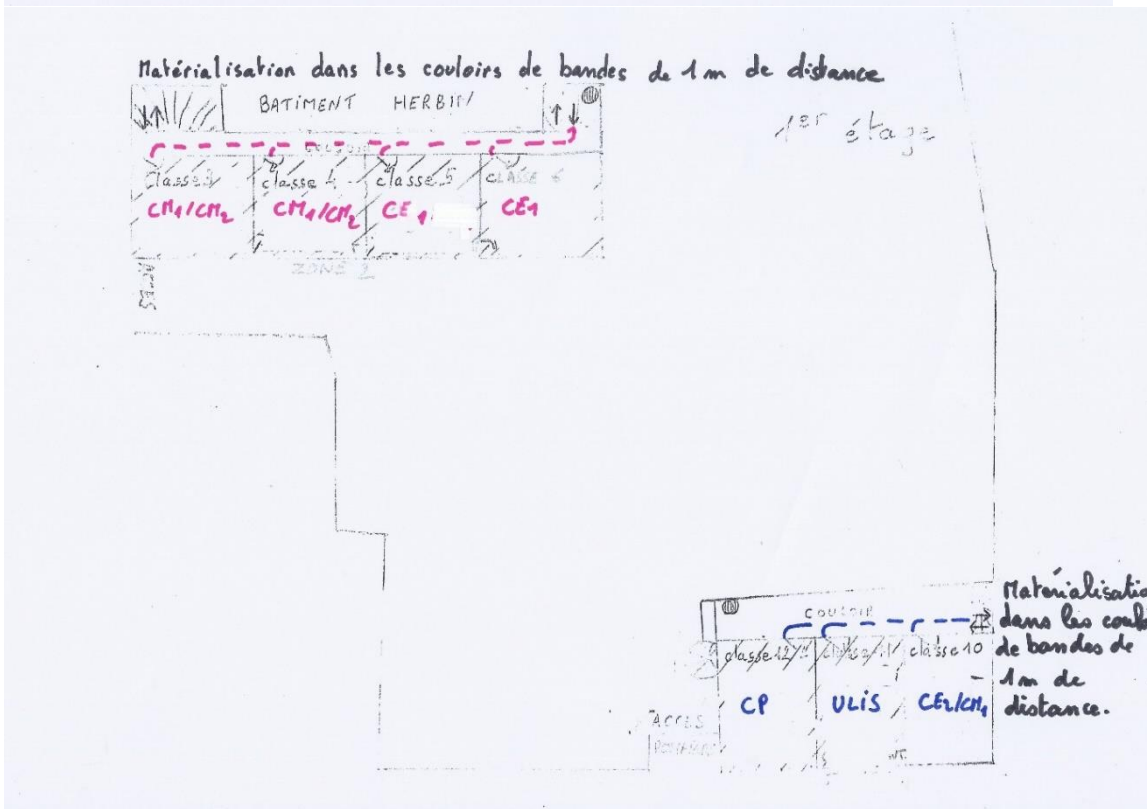 Matérialisation dans les couloirs de bandes de 1m de distance
BATIMENT HERBIN
1er étage
COULOIR
classe 3 classe 4 classe 5 CLASSE 6
CM1/CM2 CM1/CM2 CE1 CE1
ZONE 2
ACCES
COULOIR
classe 12 classe 11 classe 10
CP ULIS CE2/CM1
ACCES
Matérialisatio
dans les coul
de bandes de
1m de
distance.